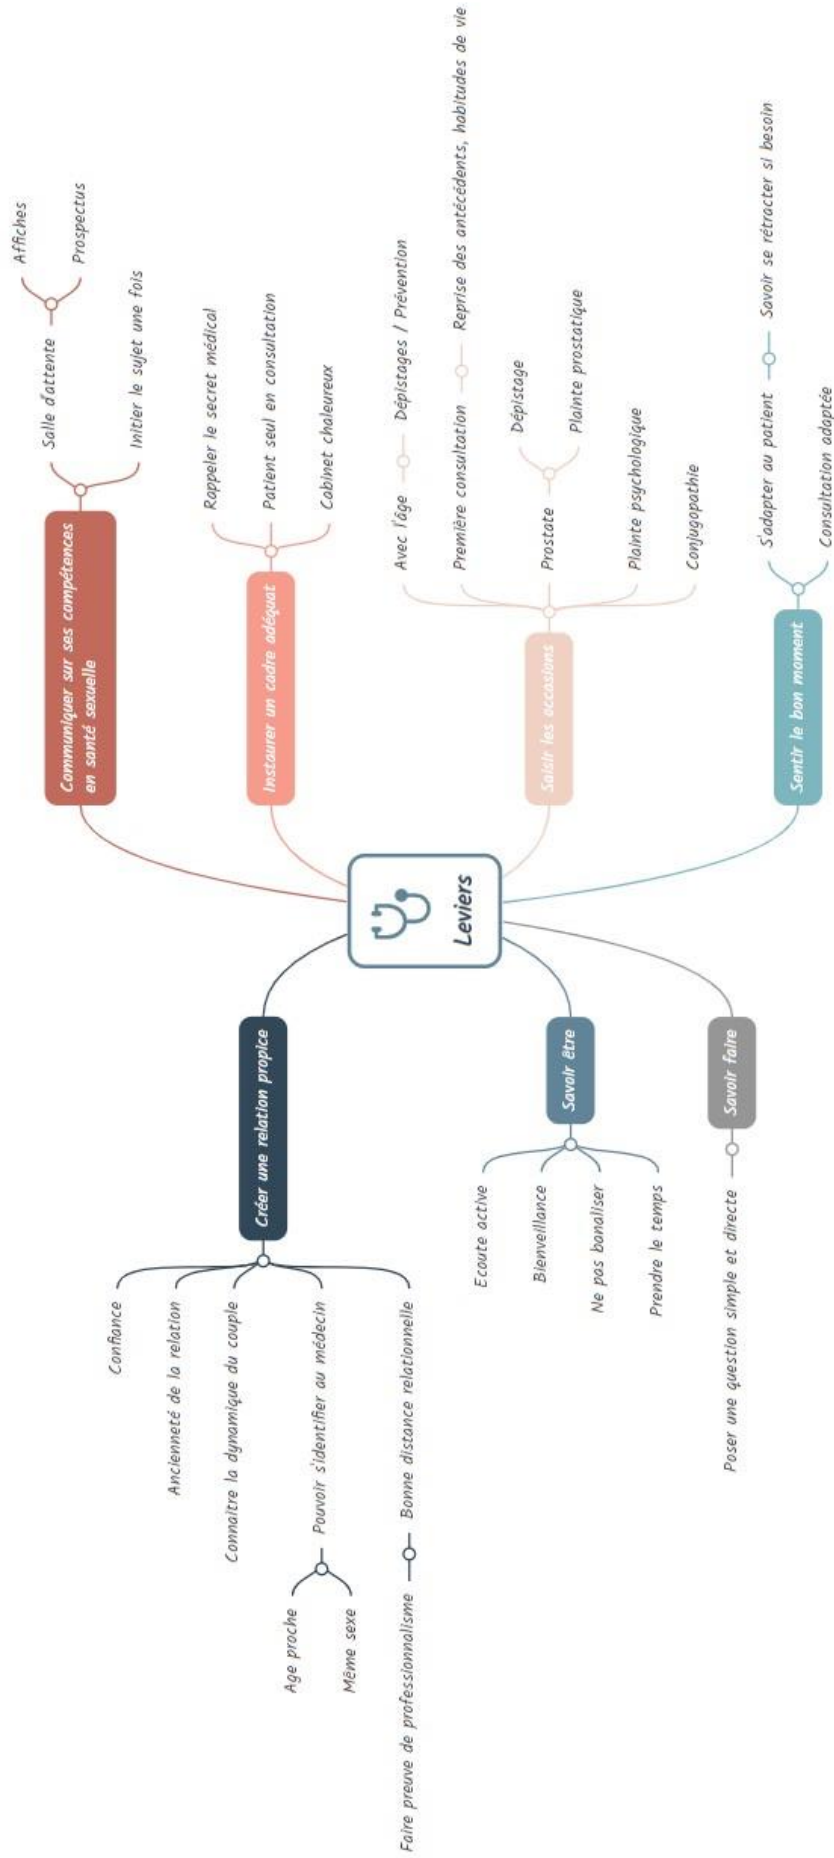 Leviers
Communiquer sur ses compétences
en santé sexuelle
Salle d'attente
Affiches
Prospectus
Initier le sujet une fois
Instaurer un cadre adéquat
Rappeler le secret médical
Patient seul en consultation
Cabinet chaleureux
Saisir les occasions
Avec l'âge
Dépistages / Prévention
Première consultation
Reprise des antécédents, habitudes de vie
Prostate
Dépistage
Plainte prostatique
Plainte psychologique
Conjugopathie
Sentir le bon moment
S'adapter au patient
Savoir se rétracter si besoin
Consultation adaptée
Créer une relation propice
Confiance
Ancienneté de la relation
Connaitre la dynamique du couple
Pouvoir s'identifier au médecin
Age proche
Même sexe
Bonne distance relationnelle
Faire preuve de professionnalisme
Savoir être
Ecoute active
Bienveillance
Ne pas banaliser
Prendre le temps
Savoir faire
Poser une question simple et directe